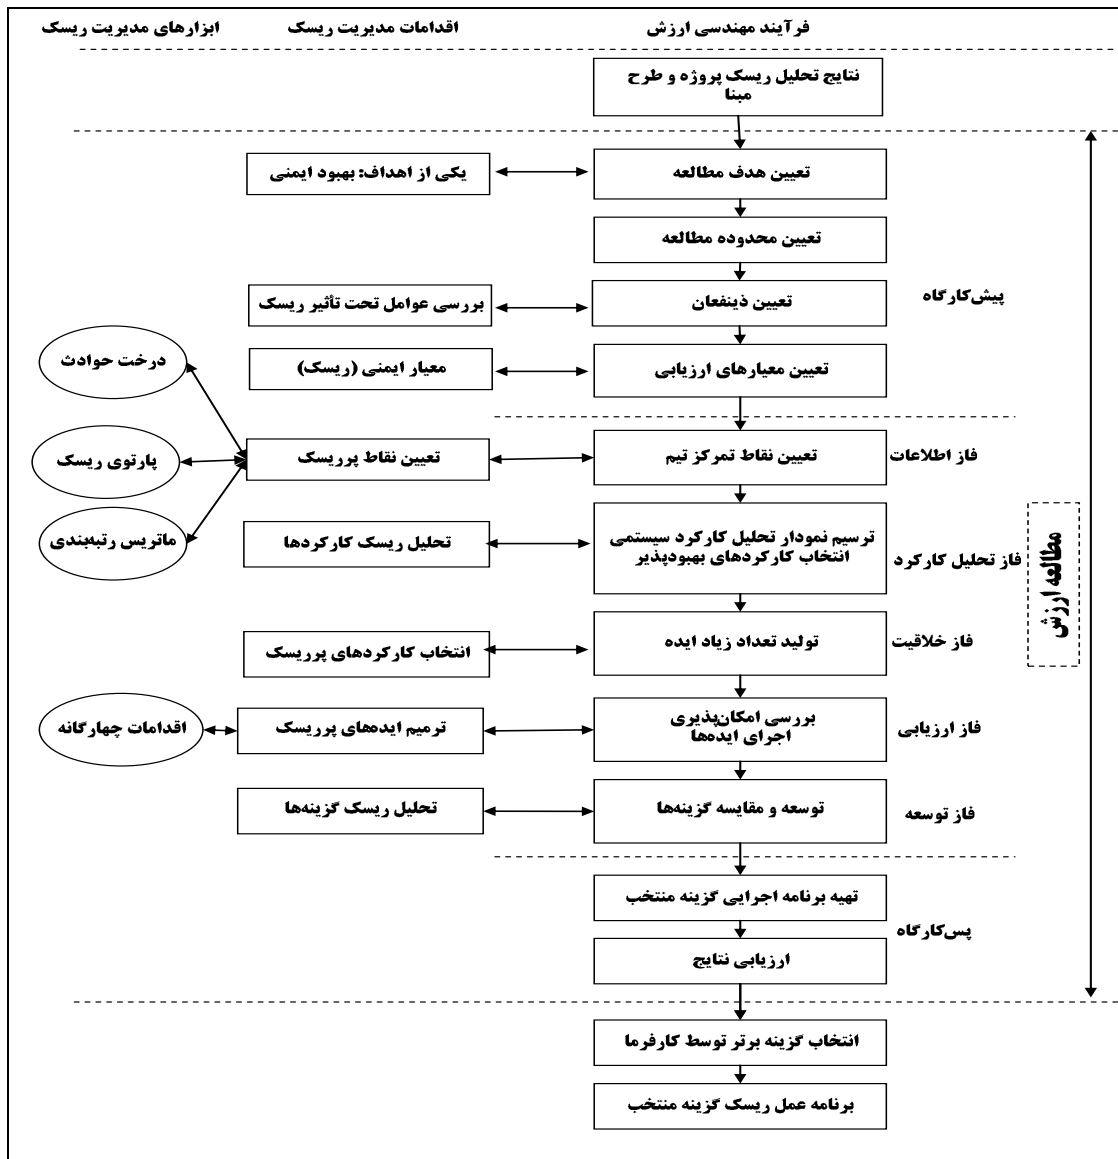 فرآیند مهندسی ارزش
اقدامات مدیریت ریسک
ابزارهای مدیریت ریسک
نتایج تحلیل ریسک پروژه و طرح
مبنا
تعیین هدف مطالعه
یکی از اهداف: بهبود ایمنی
تعیین محدوده مطالعه
پیش‌کارگاه
تعیین ذینفعان
بررسی عوامل تحت تأثیر ریسک
تعیین معیارهای ارزیابی
معیار ایمنی (ریسک)
درخت حوادث
فاز اطلاعات
تعیین نقاط تمرکز تیم
تعیین نقاط پرریسک
پارتوی ریسک
مطالعه ارزش
فاز تحلیل کارکرد
ترسیم نمودار تحلیل کارکرد سیستمی
انتخاب کارکردهای بهبودپذیر
تحلیل ریسک کارکردها
ماتریس رتبه‌بندی
فاز خلاقیت
تولید تعداد زیاد ایده
انتخاب کارکردهای پرریسک
فاز ارزیابی
بررسی امکان‌پذیری
اجرای ایده‌ها
ترمیم ایده‌های پرریسک
اقدامات چهارگانه
فاز توسعه
توسعه و مقایسه گزینه‌ها
تحلیل ریسک گزینه‌ها
تهیه برنامه اجرایی گزینه منتخب
پس‌کارگاه
ارزیابی نتایج
انتخاب گزینه برتر توسط کارفرما
برنامه عمل ریسک گزینه منتخب